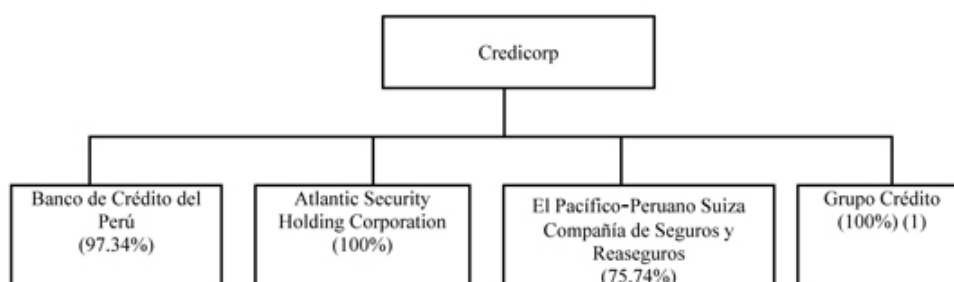 Credicorp
Banco de Crédito del
Perú
(97.34%)
Atlantic Security
Holding Corporation
(100%)
El Pacífico-Peruano Suiza
Compañía de Seguros y
Reaseguros
(75.74%)
Grupo Crédito
(100%) (1)